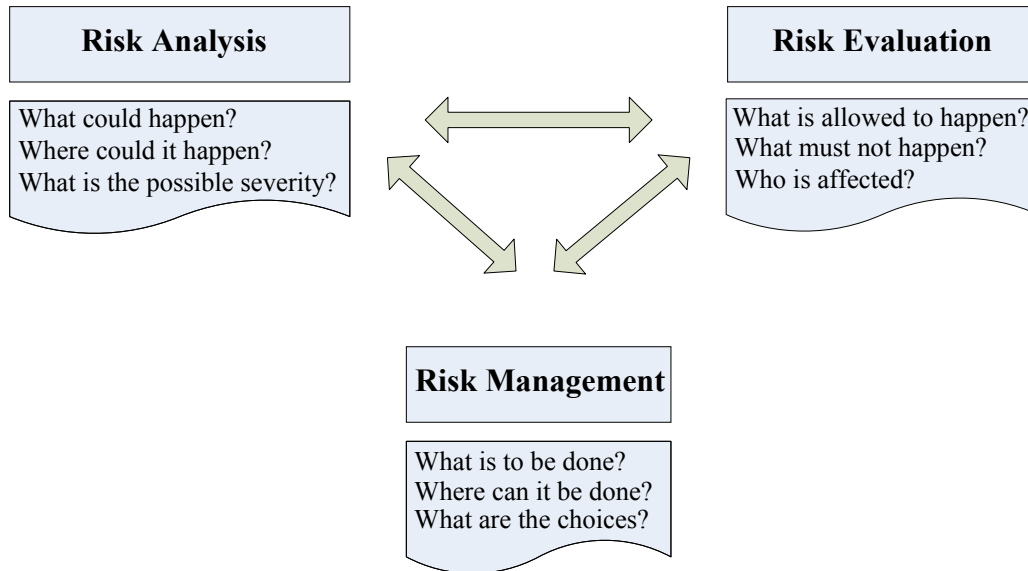 Risk Analysis
What could happen?
Where could it happen?
What is the possible severity?
Risk Evaluation
What is allowed to happen?
What must not happen?
Who is affected?
Risk Management
What is to be done?
Where can it be done?
What are the choices?